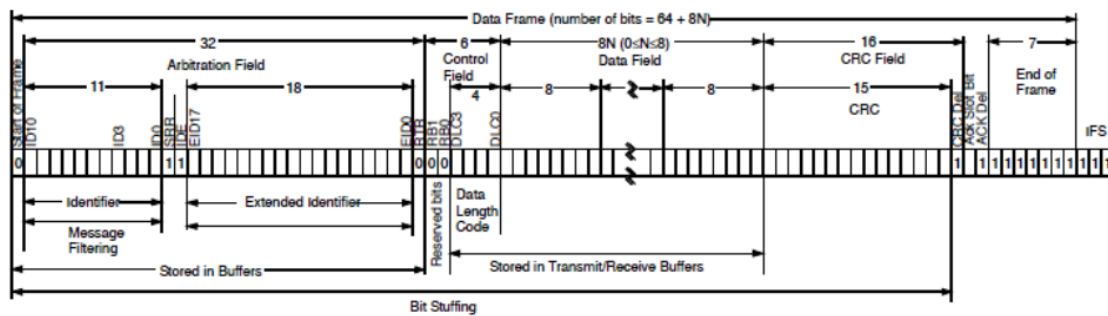 Data Frame (number of bits = 64 + 8N)
32
Arbitration Field
6
Control
Field
8N (0≤N≤8)
Data Field
16
CRC Field
7
End of
Frame
11
18
4
8
8
15
CRC
Start of Frame
ID10
ID3
ID0
SRR
IDE
EID17
EID0
RTR
RB1
RB0
DLC3
DLC0
CRC Del
Ack Slot Bit
ACK Del
IFS
0 1 1 0 0 0 1 1 1 1 1 1 1 1 1 1 1 1
Identifier
Extended Identifier
Message
Filtering
Reserved bits
Data
Length
Code
Stored in Buffers
Stored in Transmit/Receive Buffers
Bit Stuffing